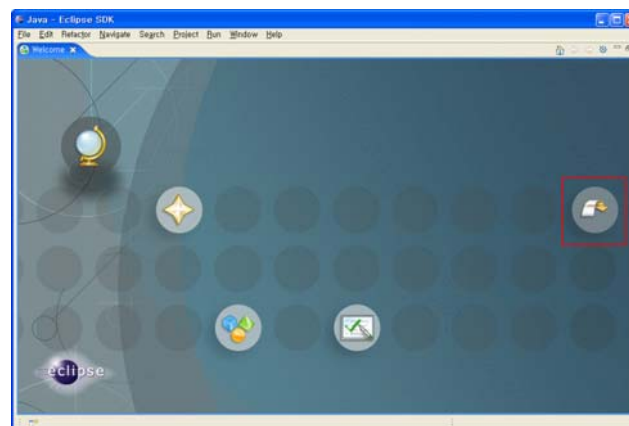 Java - Eclipse SDK
File Edit Refactor Navigate Search Project Run Window Help
Welcome
eclipse